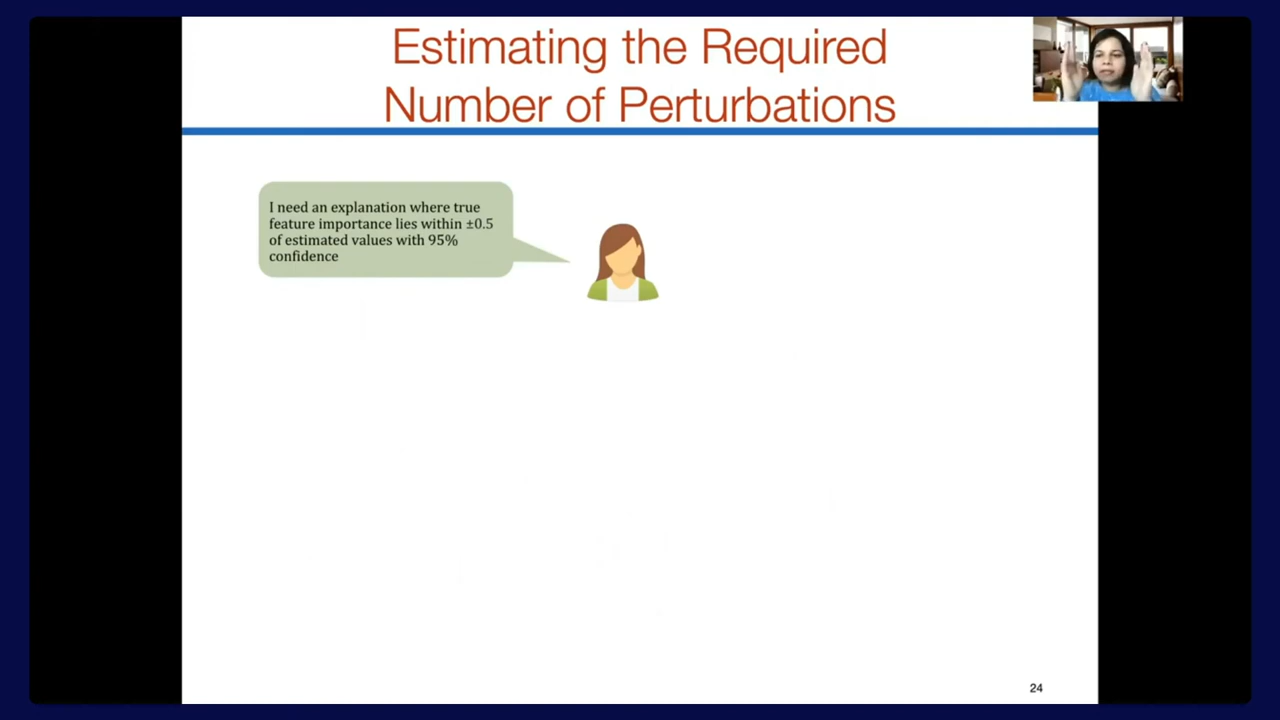 Estimating the Required
Number of Perturbations
I need an explanation where true
feature importance lies within ±0.5
of estimated values with 95%
confidence
24